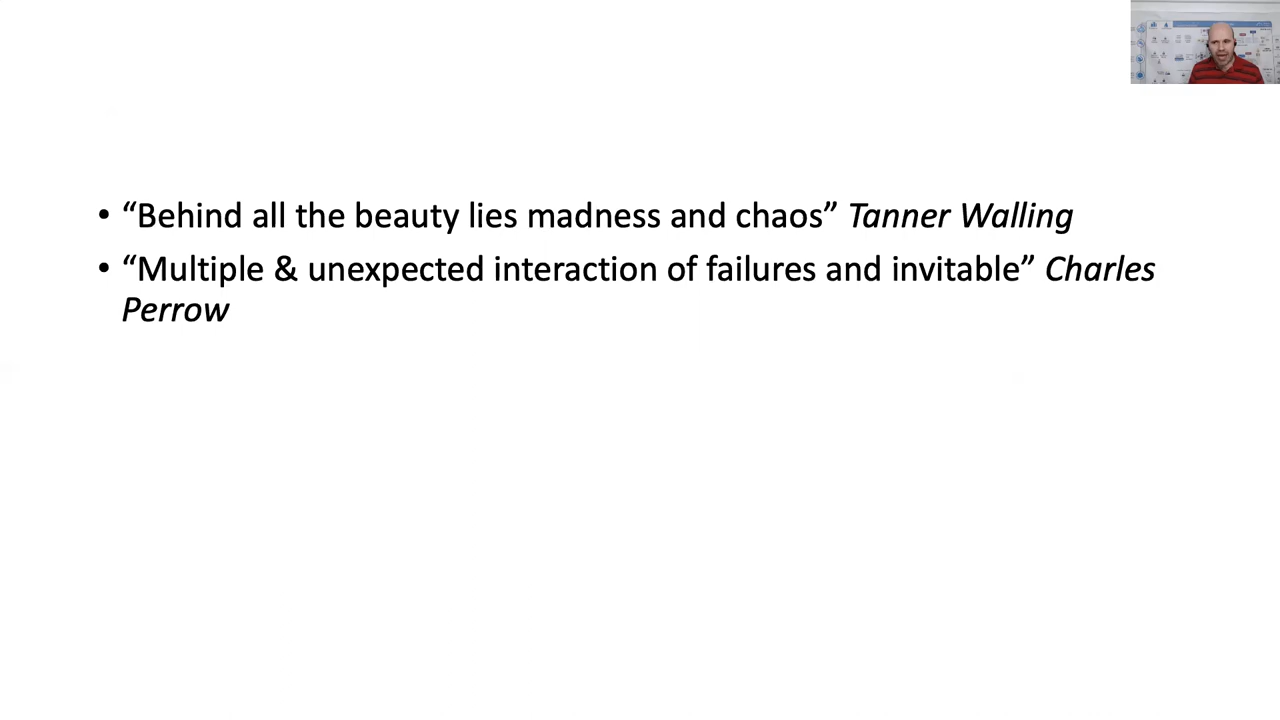 • “Behind all the beauty lies madness and chaos” Tanner Walling
• “Multiple & unexpected interaction of failures and invitable” Charles
Perrow